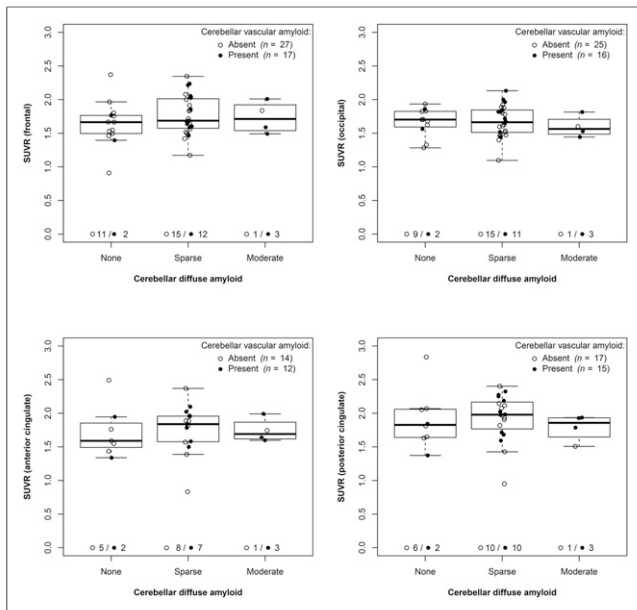 Cerebellar vascular amyloid:
○ Absent (n = 27)
● Present (n = 17)
SUVR (frontal)
3.0
2.5
2.0
1.5
1.0
0.5
0.0
○ 11 / ● 2
○ 15 / ● 12
○ 1 / ● 3
None
Sparse
Moderate
Cerebellar diffuse amyloid
Cerebellar vascular amyloid:
○ Absent (n = 25)
● Present (n = 16)
SUVR (occipital)
3.0
2.5
2.0
1.5
1.0
0.5
0.0
○ 9 / ● 2
○ 15 / ● 11
○ 1 / ● 3
None
Sparse
Moderate
Cerebellar diffuse amyloid
Cerebellar vascular amyloid:
○ Absent (n = 14)
● Present (n = 12)
SUVR (anterior cingulate)
3.0
2.5
2.0
1.5
1.0
0.5
0.0
○ 5 / ● 2
○ 8 / ● 7
○ 1 / ● 3
None
Sparse
Moderate
Cerebellar diffuse amyloid
Cerebellar vascular amyloid:
○ Absent (n = 17)
● Present (n = 15)
SUVR (posterior cingulate)
3.0
2.5
2.0
1.5
1.0
0.5
0.0
○ 6 / ● 2
○ 10 / ● 10
○ 1 / ● 3
None
Sparse
Moderate
Cerebellar diffuse amyloid